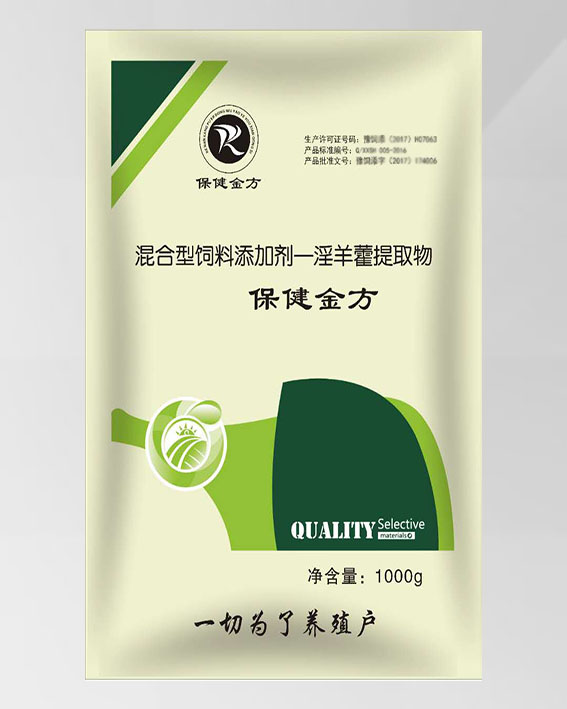 保健金方
生产许可证号码：
产品标准编号：
产品批准文号：
混合型饲料添加剂—淫羊藿提取物
保健金方
QUALITY Selective
materials
净含量：1000g
一切为了养殖户